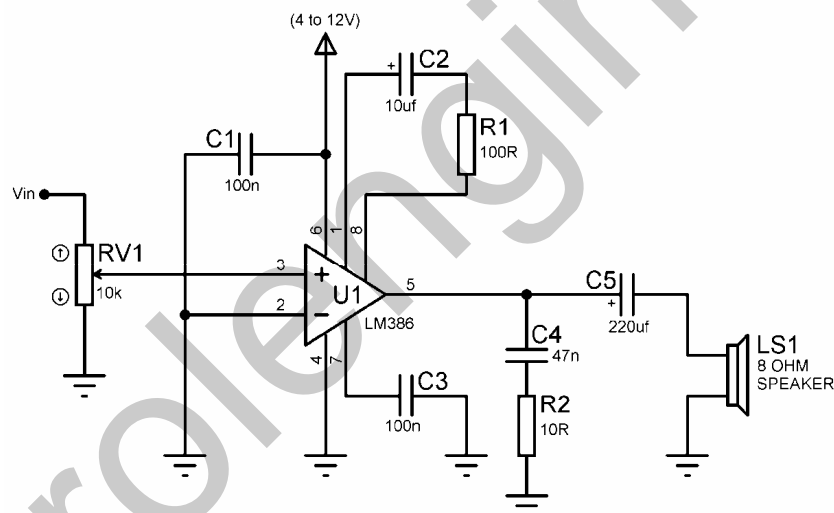 (4 to 12V)
C2
10uf
R1
100R
C1
100n
Vin
RV1
10k
6
1
8
3
2
+
−
U1
LM386
5
4
7
C3
100n
C4
47n
R2
10R
C5
+
220uf
LS1
8 OHM
SPEAKER
+
rolengin